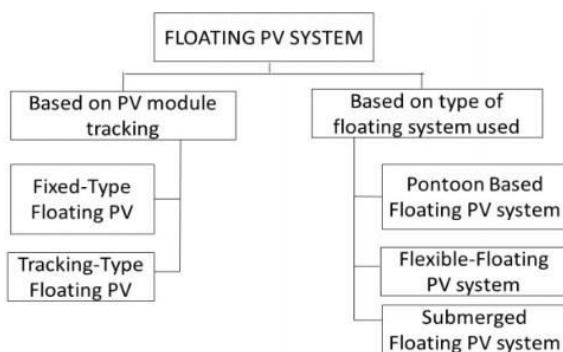 FLOATING PV SYSTEM
Based on PV module
tracking
Fixed-Type
Floating PV
Tracking-Type
Floating PV
Based on type of
floating system used
Pontoon Based
Floating PV system
Flexible-Floating
PV system
Submerged
Floating PV system